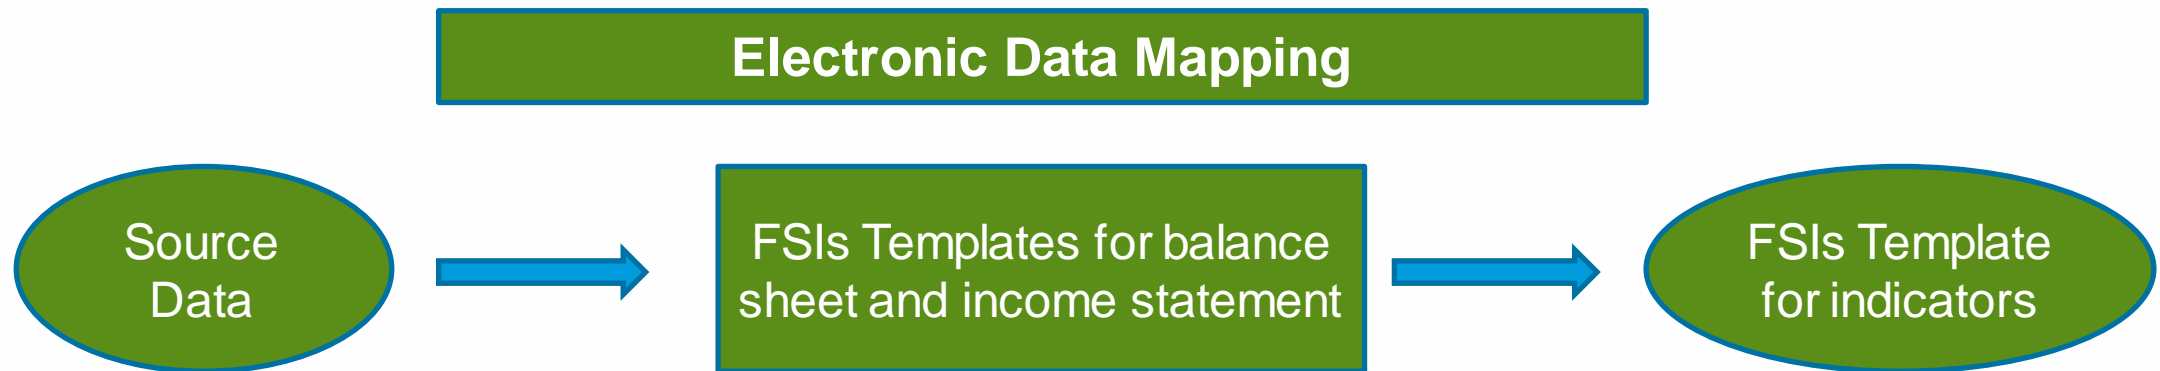 Electronic Data Mapping
Source
Data
FSIs Templates for balance
sheet and income statement
FSIs Template
for indicators